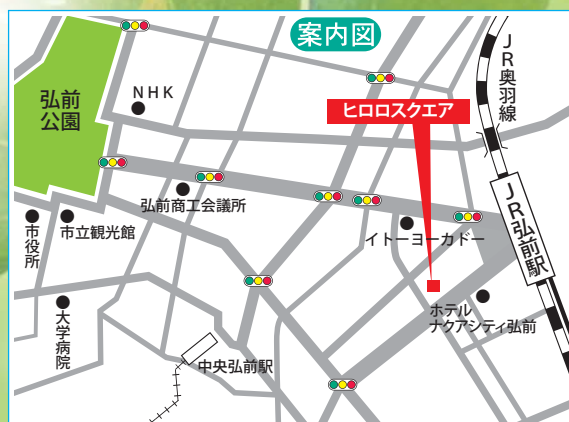 案内図
弘前
公園
NHK
ヒロロスクエア
JR奥羽線
弘前商工会議所
市役所
市立観光館
イトーヨーカドー
JR弘前駅
大学病院
中央弘前駅
ホテル
ナクアシティ弘前